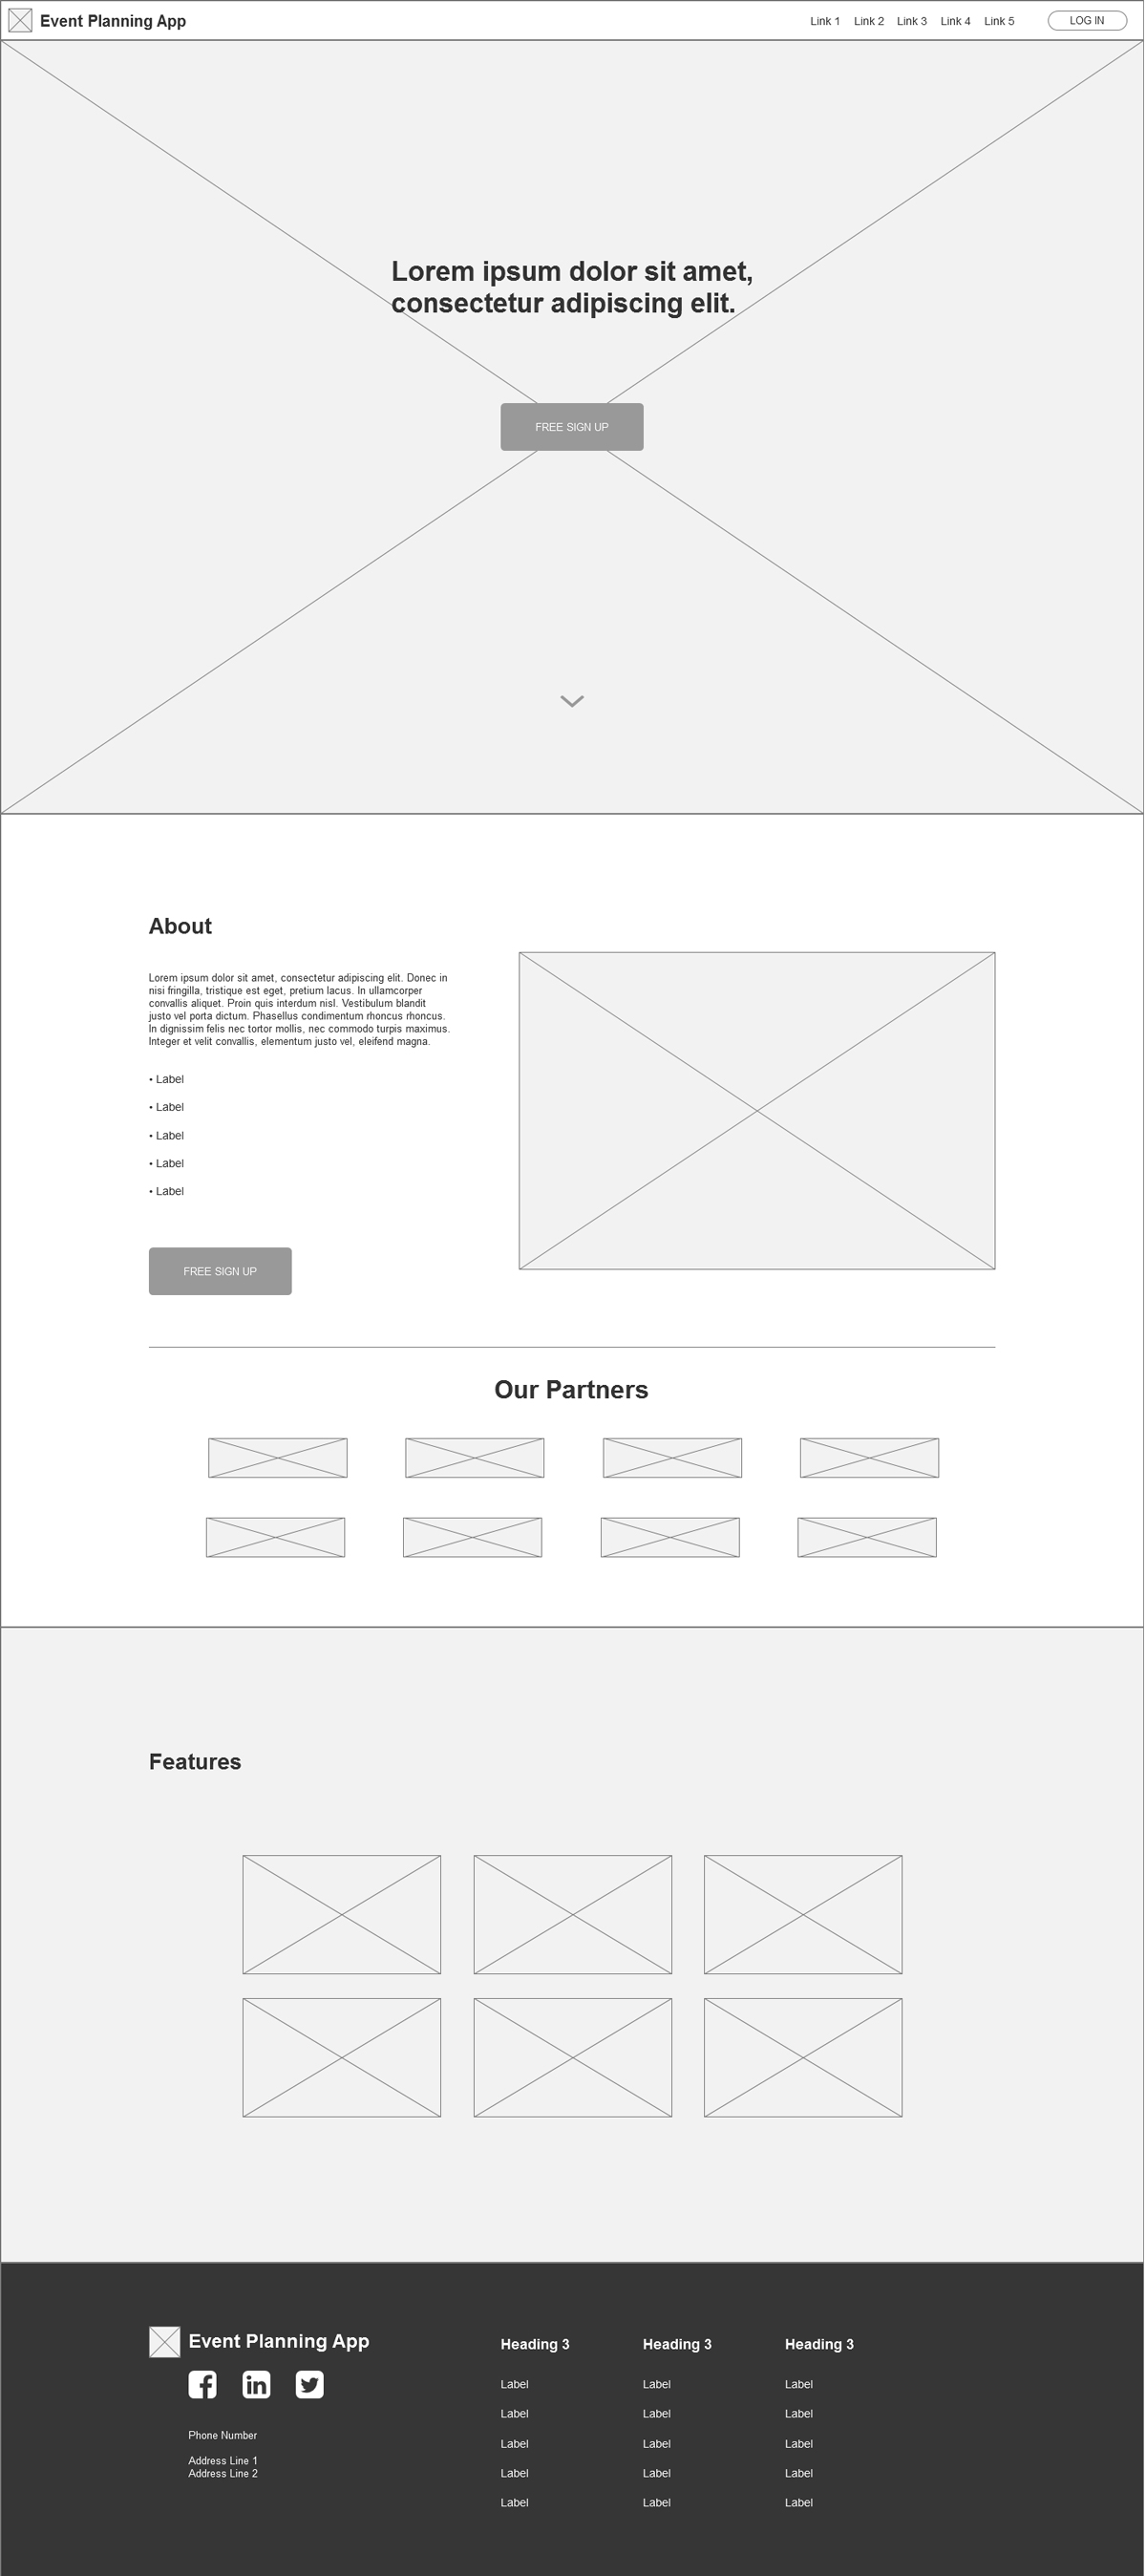 Event Planning App
Link 1 Link 2 Link 3 Link 4 Link 5 LOG IN
Lorem ipsum dolor sit amet,
consectetur adipiscing elit.
FREE SIGN UP
About
Lorem ipsum dolor sit amet, consectetur adipiscing elit. Donec in
nisi fringilla, tristique est eget, pretium lacus. In ullamcorper
convallis aliquet. Proin quis interdum nisl. Vestibulum blandit
justo vel porta dictum. Phasellus condimentum rhoncus rhoncus.
In dignissim felis nec tortor mollis, nec commodo turpis maximus.
Integer et velit convallis, elementum justo vel, eleifend magna.
• Label
• Label
• Label
• Label
• Label
FREE SIGN UP
Our Partners
Features
Event Planning App
Phone Number
Address Line 1
Address Line 2
Heading 3
Label
Label
Label
Label
Label
Heading 3
Label
Label
Label
Label
Label
Heading 3
Label
Label
Label
Label
Label